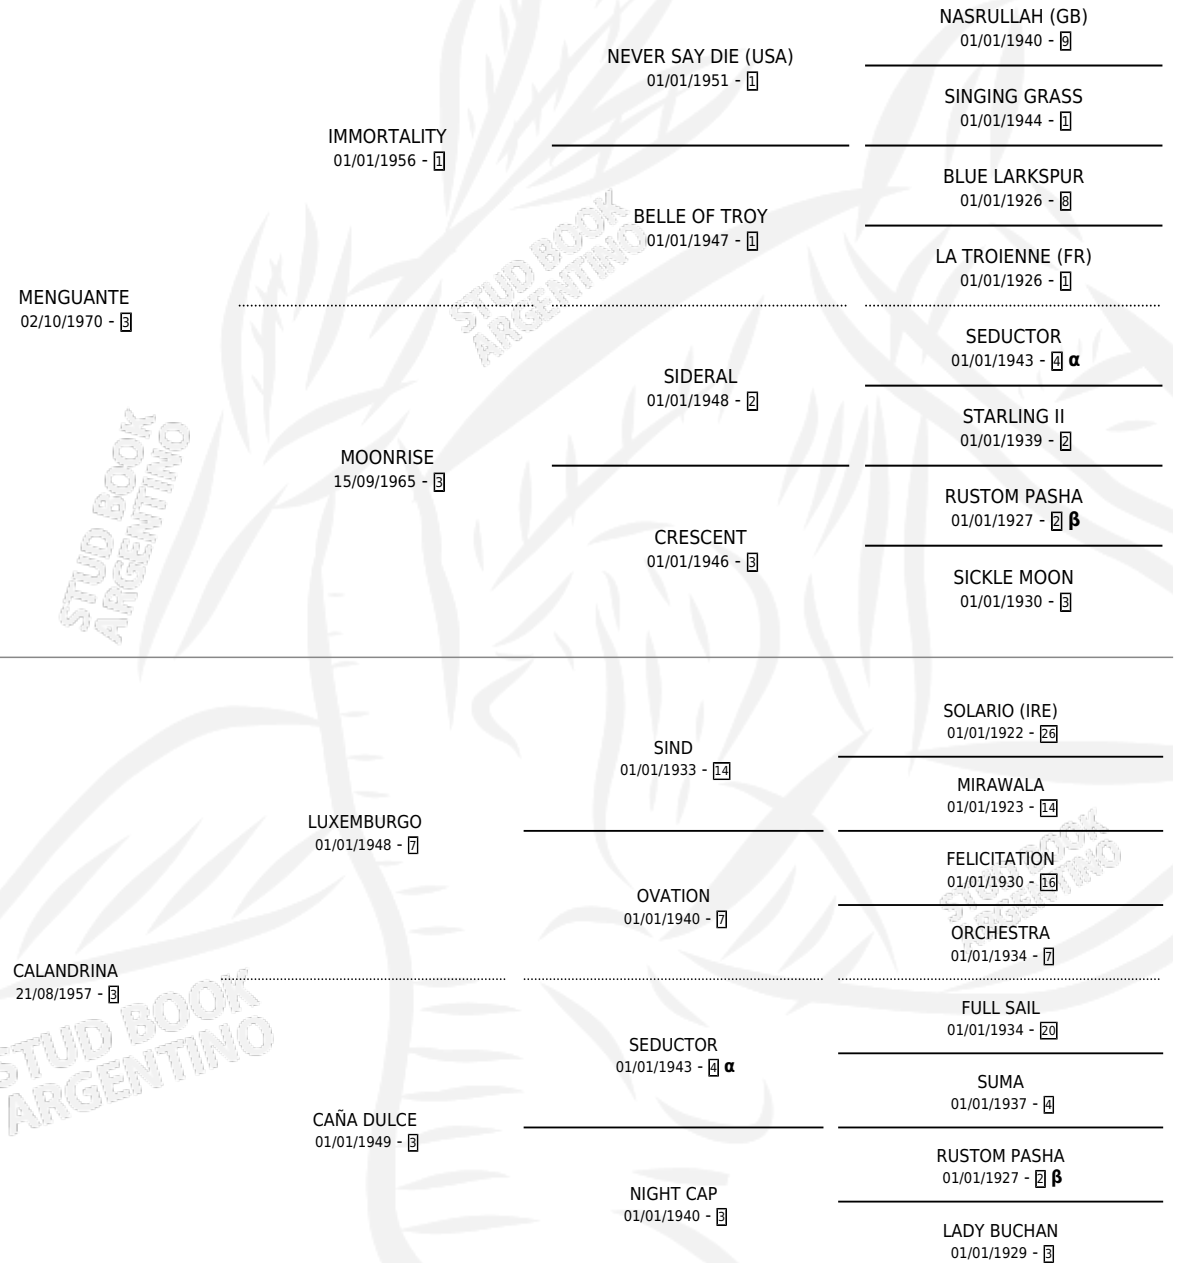 NASRULLAH (GB)
01/01/1940 - 9
NEVER SAY DIE (USA)
01/01/1951 - 1
SINGING GRASS
01/01/1944 - 1
IMMORTALITY
01/01/1956 - 1
BLUE LARKSPUR
01/01/1926 - 8
BELLE OF TROY
01/01/1947 - 1
LA TROIENNE (FR)
01/01/1926 - 1
MENGUANTE
02/10/1970 - 3
SEDUCTOR
01/01/1943 - 4 α
SIDERAL
01/01/1948 - 2
STARLING II
01/01/1939 - 2
MOONRISE
15/09/1965 - 3
RUSTOM PASHA
01/01/1927 - 2 β
CRESCENT
01/01/1946 - 3
SICKLE MOON
01/01/1930 - 3
SOLARIO (IRE)
01/01/1922 - 26
SIND
01/01/1933 - 14
MIRAWALA
01/01/1923 - 14
LUXEMBURGO
01/01/1948 - 7
FELICITATION
01/01/1930 - 16
OVATION
01/01/1940 - 7
ORCHESTRA
01/01/1934 - 7
CALANDRINA
21/08/1957 - 3
FULL SAIL
01/01/1934 - 20
SEDUCTOR
01/01/1943 - 4 α
SUMA
01/01/1937 - 4
CAÑA DULCE
01/01/1949 - 3
RUSTOM PASHA
01/01/1927 - 2 β
NIGHT CAP
01/01/1940 - 3
LADY BUCHAN
01/01/1929 - 3
STUD BOOK
ARGENTINO
STUD BOOK
ARGENTINO
STUD BOOK
ARGENTINO
STUD BOOK
ARGENTINO